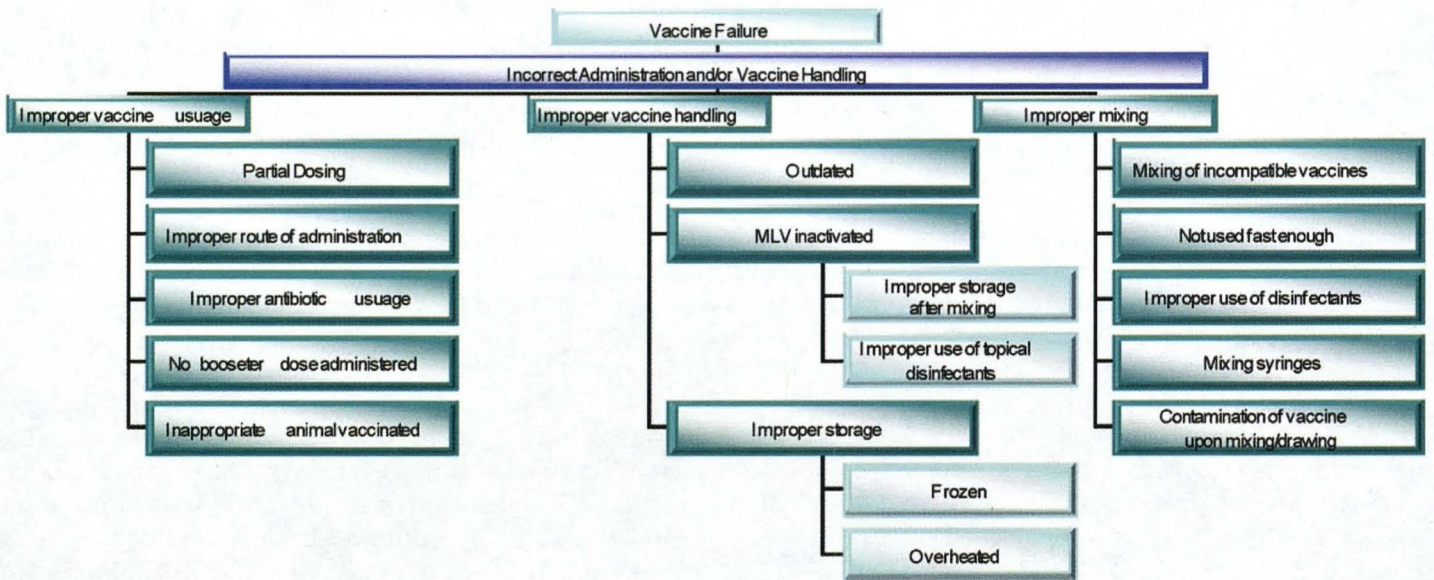 Vaccine Failure
Incorrect Administration and/or Vaccine Handling
Improper vaccine usuage
Partial Dosing
Improper route of administration
Improper antibiotic usuage
No booseter dose administered
Inappropriate animal vaccinated
Improper vaccine handling
Outdated
MLV inactivated
Improper storage
after mixing
Improper use of topical
disinfectants
Improper storage
Frozen
Overheated
Improper mixing
Mixing of incompatible vaccines
Not used fast enough
Improper use of disinfectants
Mixing syringes
Contamination of vaccine
upon mixing/drawing